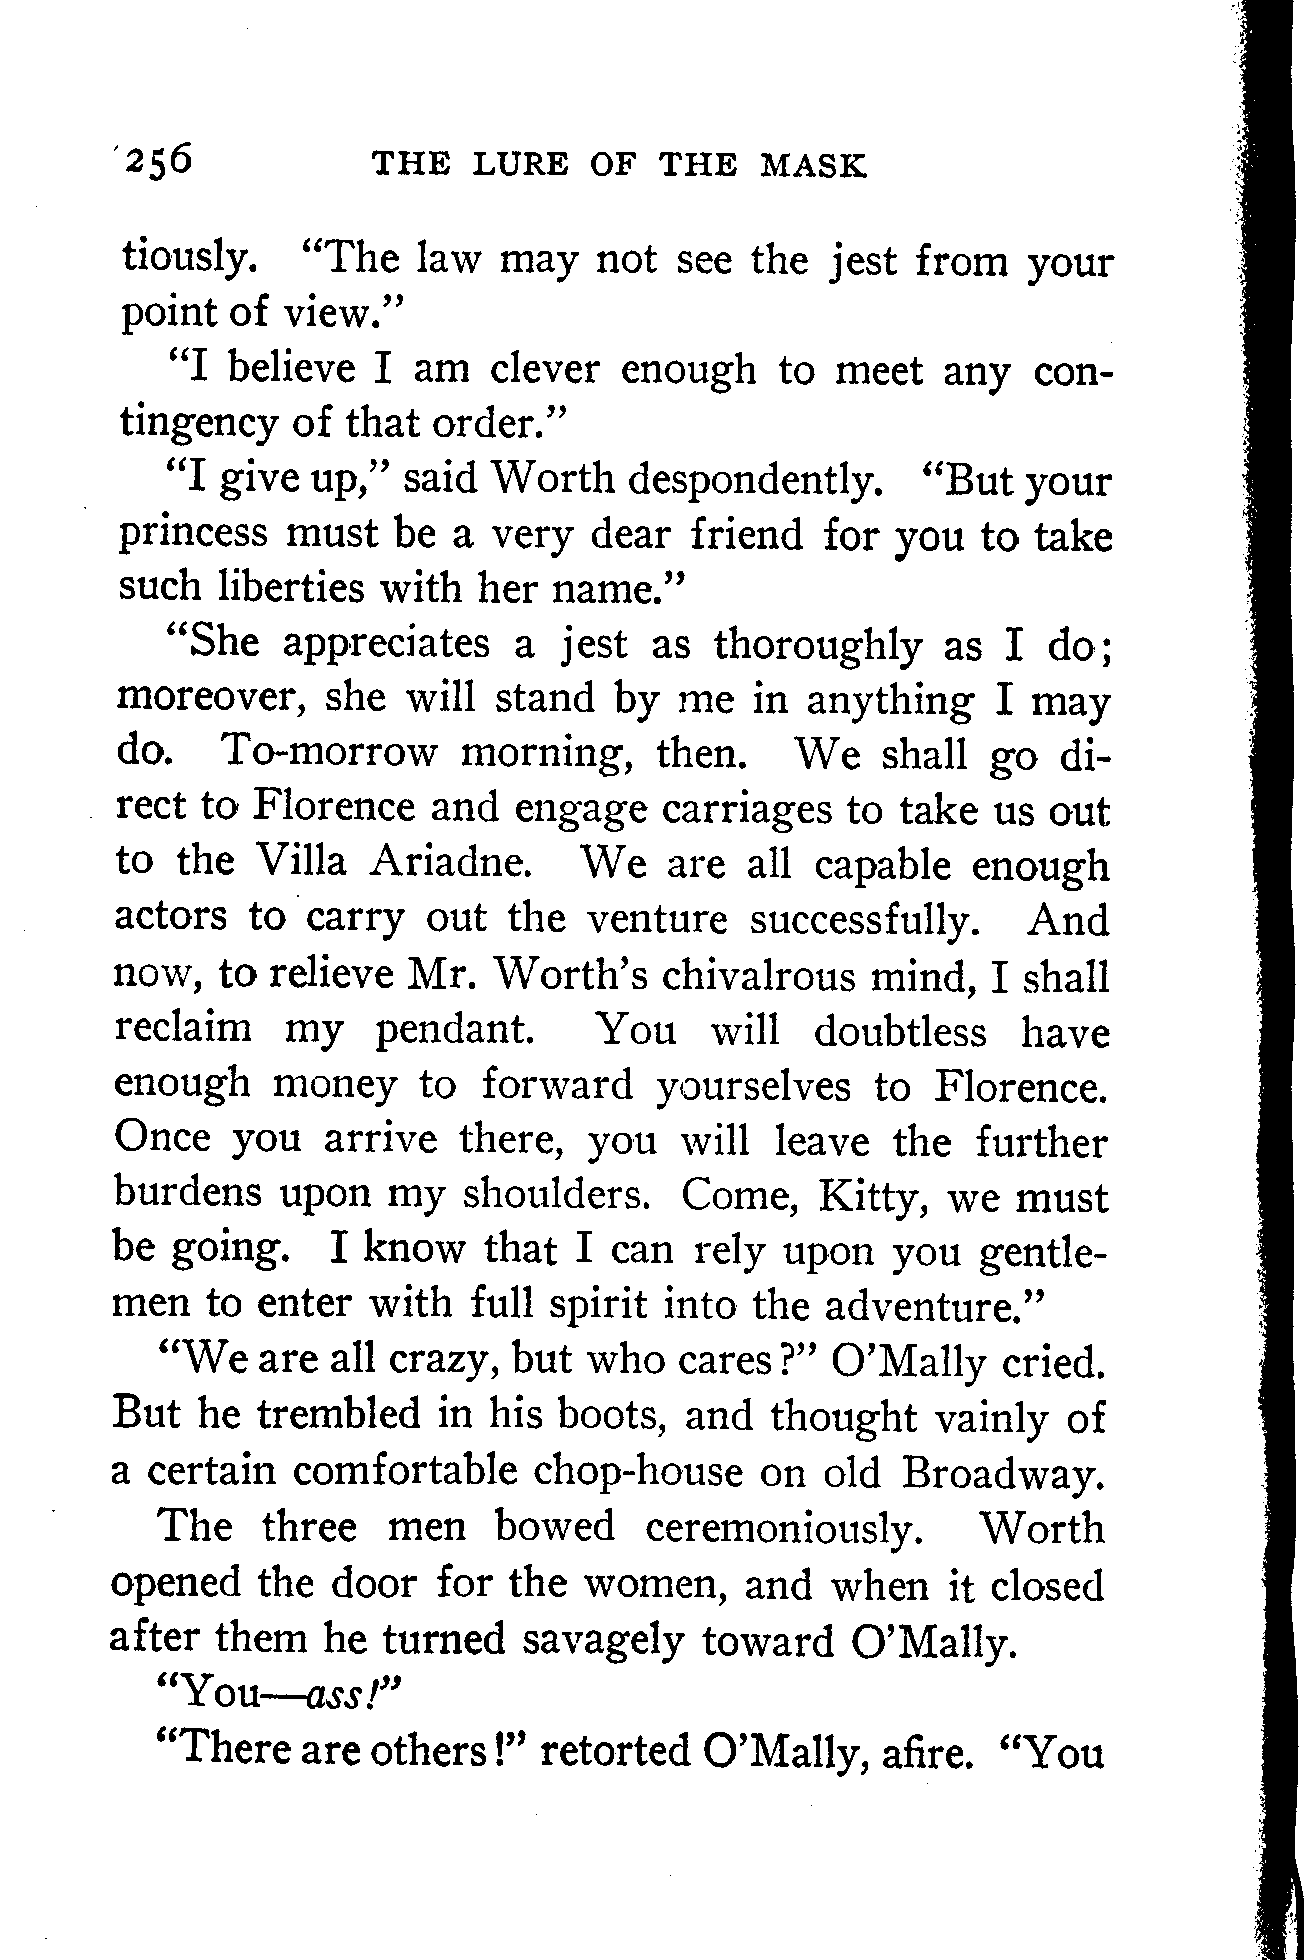 256 THE LURE OF THE MASK
tiously. "The law may not see the jest from your
point of view."
"I believe I am clever enough to meet any con-
tingency of that order."
"I give up," said Worth despondently. "But your
princess must be a very dear friend for you to take
such liberties with her name."
"She appreciates a jest as thoroughly as I do;
moreover, she will stand by me in anything I may
do. To-morrow morning, then. We shall go di-
rect to Florence and engage carriages to take us out
to the Villa Ariadne. We are all capable enough
actors to carry out the venture successfully. And
now, to relieve Mr. Worth's chivalrous mind, I shall
reclaim my pendant. You will doubtless have
enough money to forward yourselves to Florence.
Once you arrive there, you will leave the further
burdens upon my shoulders. Come, Kitty, we must
be going. I know that I can rely upon you gentle-
men to enter with full spirit into the adventure."
"We are all crazy, but who cares?" O'Mally cried.
But he trembled in his boots, and thought vainly of
a certain comfortable chop-house on old Broadway.
The three men bowed ceremoniously. Worth
opened the door for the women, and when it closed
after them he turned savagely toward O'Mally.
"You—ass!"
"There are others!" retorted O'Mally, afire. "You